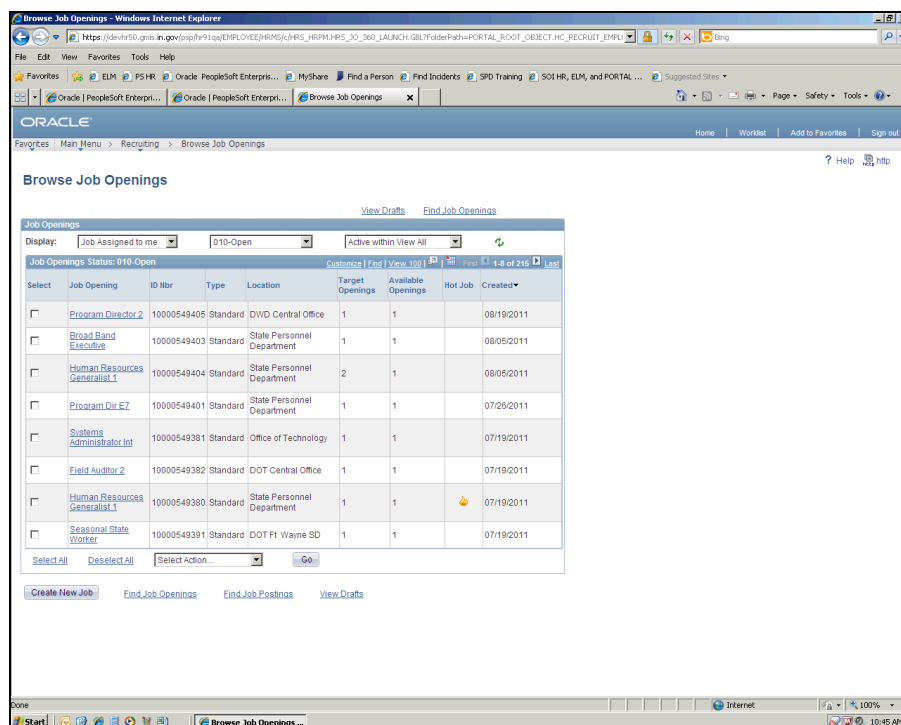 Browse Job Openings - Windows Internet Explorer
https://devhr50.gmis.in.gov/psp/hr91qa/EMPLOYEE/HRMS/c/HRS_HRPM.HRS_JO_360_LAUNCH.GBL?FolderPath=PORTAL_ROOT_OBJECT.HC_RECRUIT_EMPL
Bing
File Edit View Favorites Tools Help
Favorites ELM PS HR Oracle PeopleSoft Enterpris... MyShare Find a Person Find Incidents SPD Training SOI HR, ELM, and PORTAL ... Suggested Sites
Oracle | PeopleSoft Enterpri... Oracle | PeopleSoft Enterpri... Browse Job Openings Page Safety Tools
ORACLE
Home | Worklist | Add to Favorites | Sign out
Favorites Main Menu > Recruiting > Browse Job Openings
? Help http
Browse Job Openings
View Drafts Find Job Openings
Job Openings
Display: Job Assigned to me 010-Open Active within View All
Job Openings Status: 010-Open Customize | Find | View 100 | First 1-8 of 215 Last
Select Job Opening ID Nbr Type Location Target Openings Available Openings Hot Job Created
Program Director 2 10000549405 Standard DWD Central Office 1 1 08/19/2011
Broad Band Executive 10000549403 Standard State Personnel Department 1 1 08/05/2011
Human Resources Generalist 1 10000549404 Standard State Personnel Department 2 1 08/05/2011
Program Dir E7 10000549401 Standard State Personnel Department 1 1 07/26/2011
Systems Administrator Int 10000549381 Standard Office of Technology 1 1 07/19/2011
Field Auditor 2 10000549382 Standard DOT Central Office 1 1 07/19/2011
Human Resources Generalist 1 10000549380 Standard State Personnel Department 1 1 07/19/2011
Seasonal State Worker 10000549391 Standard DOT Ft Wayne SD 1 1 07/19/2011
Select All Deselect All Select Action... Go
Create New Job Find Job Openings Find Job Postings View Drafts
Done Internet 100%
Start Browse Job Openings ... 10:45 AM